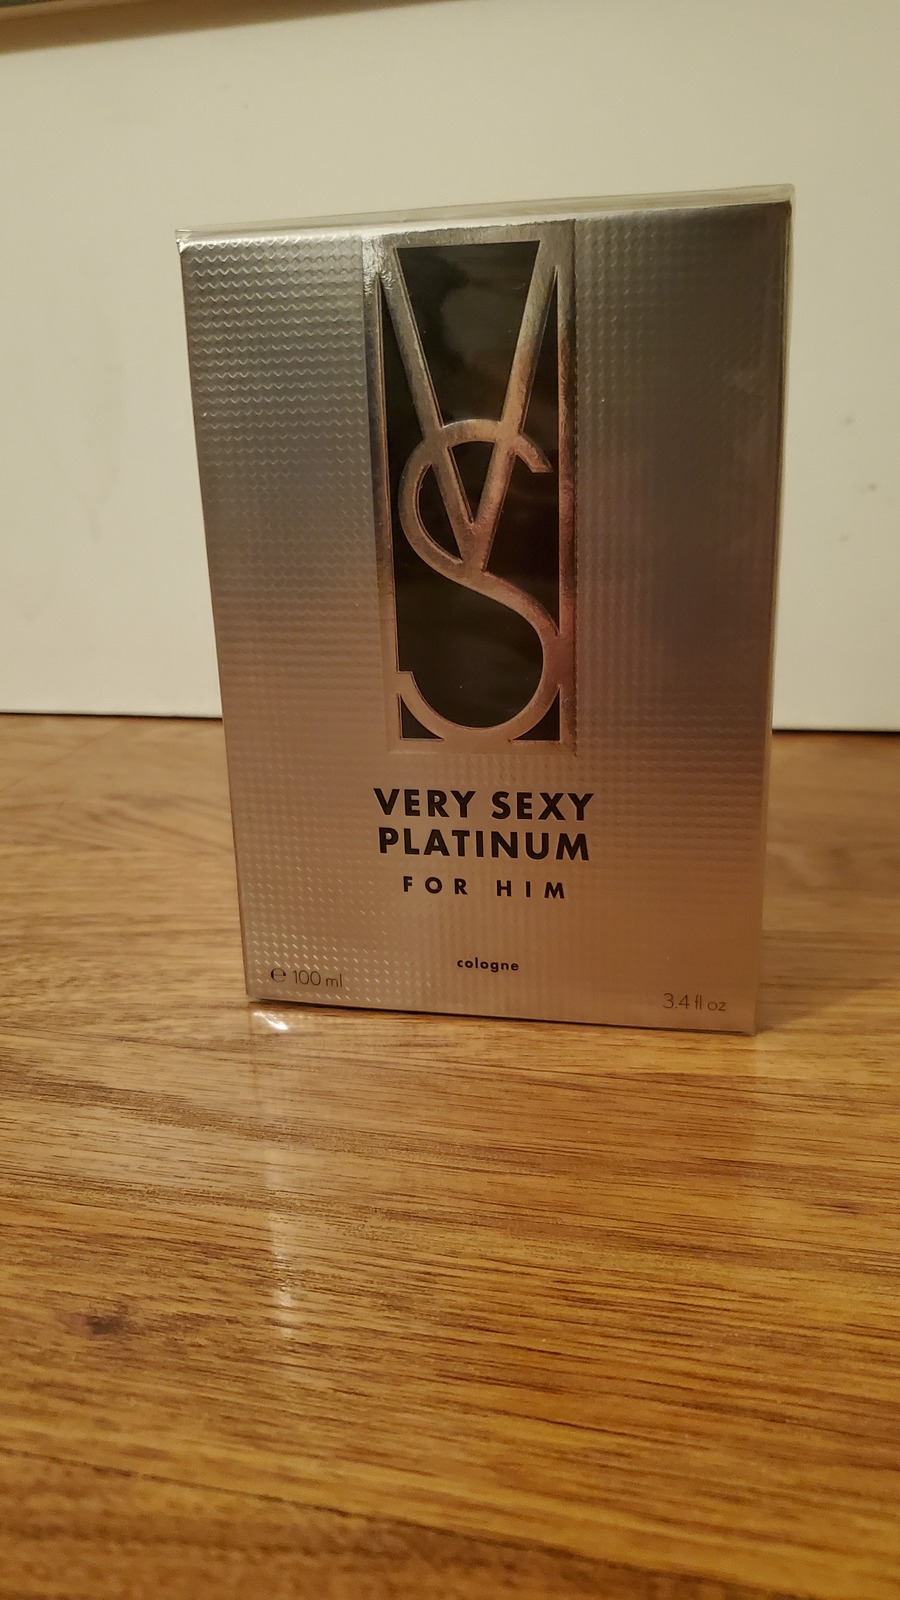 VS
VERY SEXY
PLATINUM
FOR HIM
cologne
℮ 100 ml
3.4 fl oz